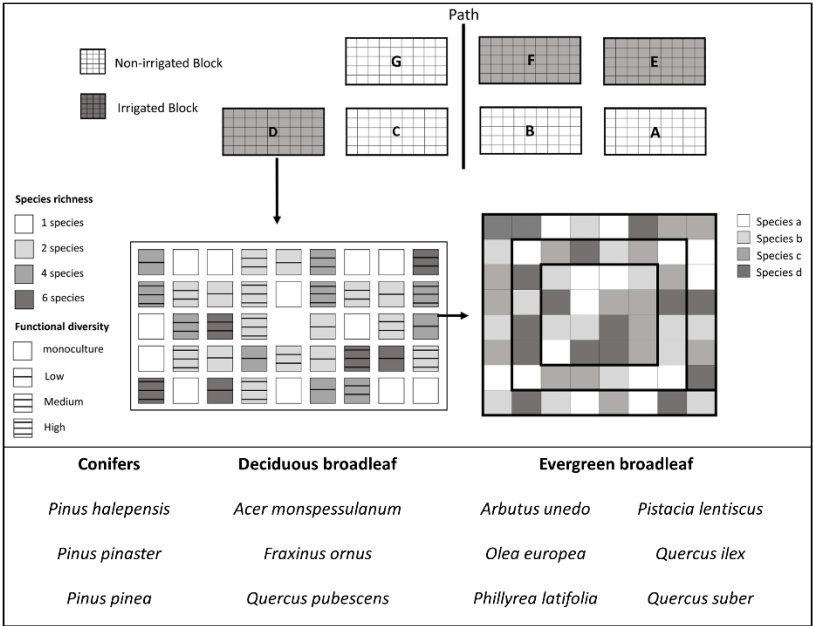 Path
Non-irrigated Block
Irrigated Block
G
F
E
D
C
B
A
Species richness
1 species
2 species
4 species
6 species
Functional diversity
monoculture
Low
Medium
High
Species a
Species b
Species c
Species d
Conifers Deciduous broadleaf Evergreen broadleaf
Pinus halepensis Acer monspessulanum Arbutus unedo Pistacia lentiscus
Pinus pinaster Fraxinus ornus Olea europea Quercus ilex
Pinus pinea Quercus pubescens Phillyrea latifolia Quercus suber